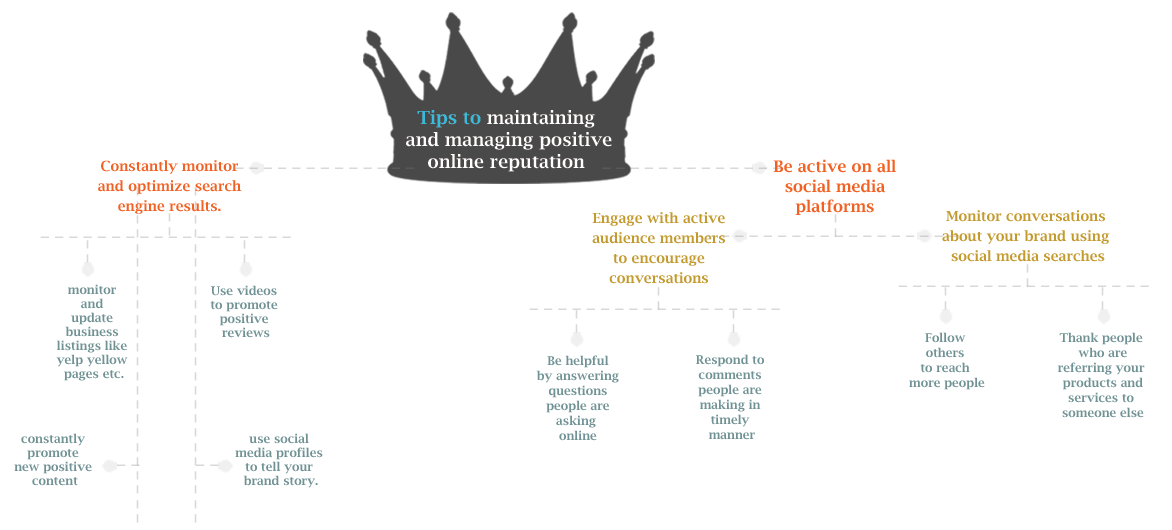 Tips to maintaining
and managing positive
online reputation
Constantly monitor
and optimize search
engine results.
monitor
and
update
business
listings like
yelp yellow
pages etc.
Use videos
to promote
positive
reviews
constantly
promote
new positive
content
use social
media profiles
to tell your
brand story.
Be active on all
social media
platforms
Engage with active
audience members
to encourage
conversations
Be helpful
by answering
questions
people are
asking
online
Respond to
comments
people are
making in
timely
manner
Monitor conversations
about your brand using
social media searches
Follow
others
to reach
more people
Thank people
who are
referring your
products and
services to
someone else